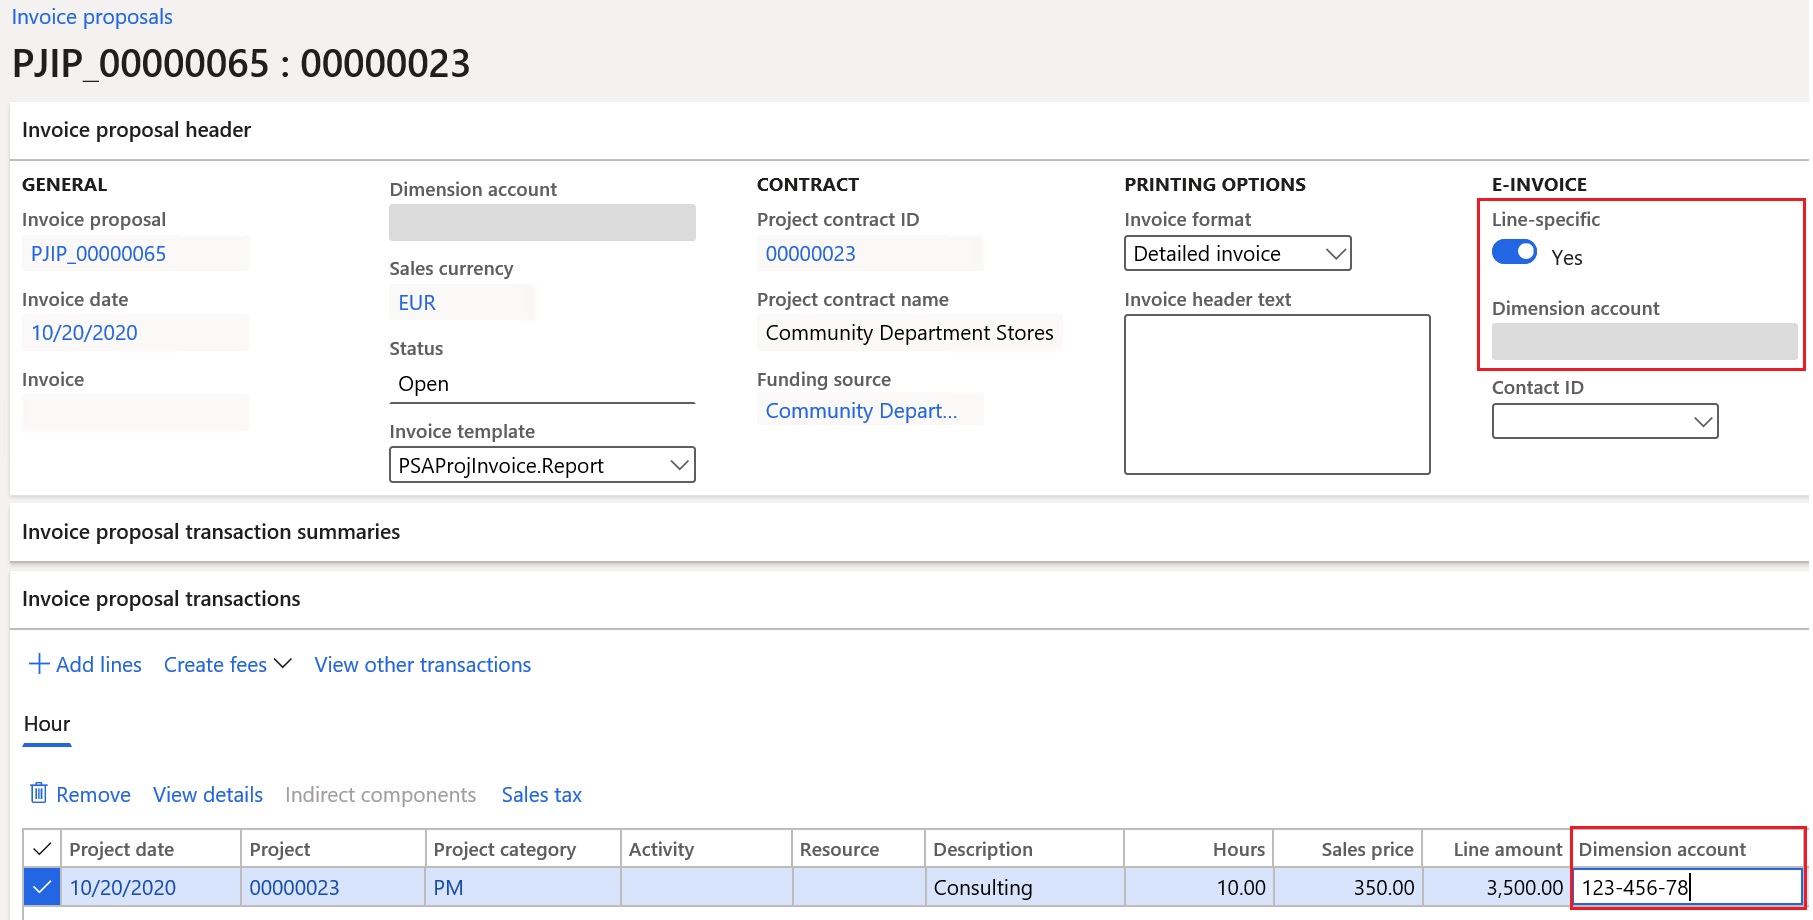 Invoice proposals
PJIP_00000065 : 00000023
Invoice proposal header
GENERAL
Invoice proposal
PJIP_00000065
Invoice date
10/20/2020
Invoice
Dimension account
Sales currency
EUR
Status
Open
Invoice template
PSAProjInvoice.Report
CONTRACT
Project contract ID
00000023
Project contract name
Community Department Stores
Funding source
Community Depart...
PRINTING OPTIONS
Invoice format
Detailed invoice
Invoice header text
E-INVOICE
Line-specific
Yes
Dimension account
Contact ID
Invoice proposal transaction summaries
Invoice proposal transactions
Add lines Create fees View other transactions
Hour
Remove View details Indirect components Sales tax
Project date Project Project category Activity Resource Description Hours Sales price Line amount Dimension account
10/20/2020 00000023 PM Consulting 10.00 350.00 3,500.00 123-456-78